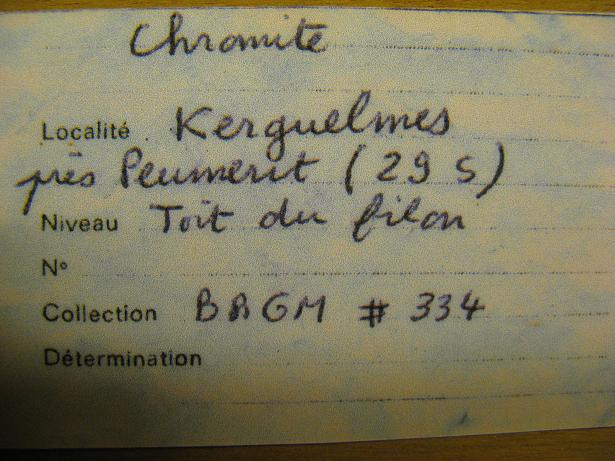 Chromite
Localité Kerguelmes
près Peumerit (29 S)
Niveau Toit du filon
N°
Collection BRGM # 334
Détermination